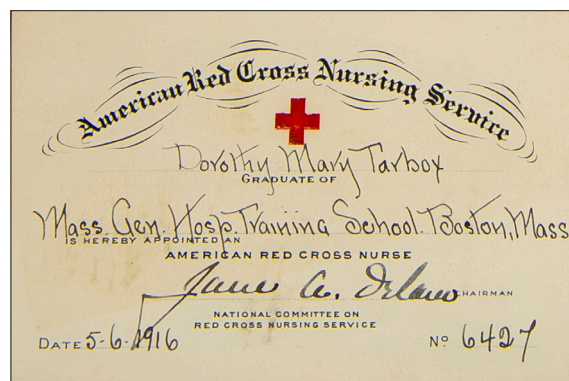 American Red Cross Nursing Service
Dorothy Mary Tarbox
GRADUATE OF
Mass. Gen. Hosp. Training School. Boston, Mass
IS HEREBY APPOINTED AN
AMERICAN RED CROSS NURSE
Jane A. Delano CHAIRMAN
NATIONAL COMMITTEE ON
RED CROSS NURSING SERVICE
DATE 5-6-1916 No 6427